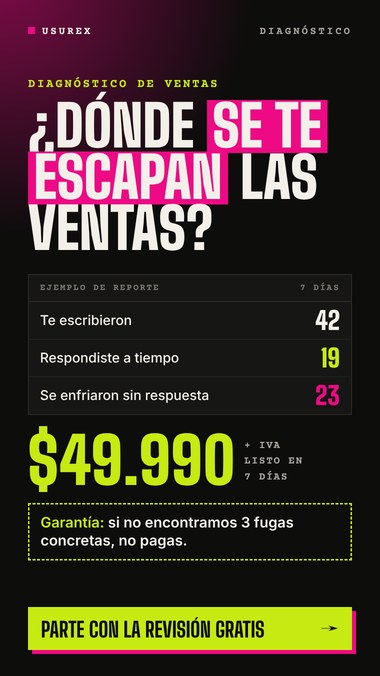 USUREX
DIAGNÓSTICO
DIAGNÓSTICO DE VENTAS
¿DÓNDE SE TE
ESCAPAN LAS
VENTAS?
EJEMPLO DE REPORTE 7 DÍAS
Te escribieron 42
Respondiste a tiempo 19
Se enfriaron sin respuesta 23
$49.990
+ IVA
LISTO EN
7 DÍAS
Garantía: si no encontramos 3 fugas
concretas, no pagas.
PARTE CON LA REVISIÓN GRATIS →